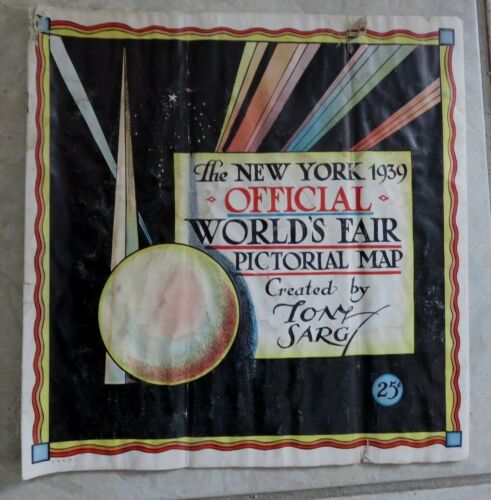 The NEW YORK 1939
OFFICIAL
WORLD'S FAIR
PICTORIAL MAP
Created by
TONY
SARG
25¢